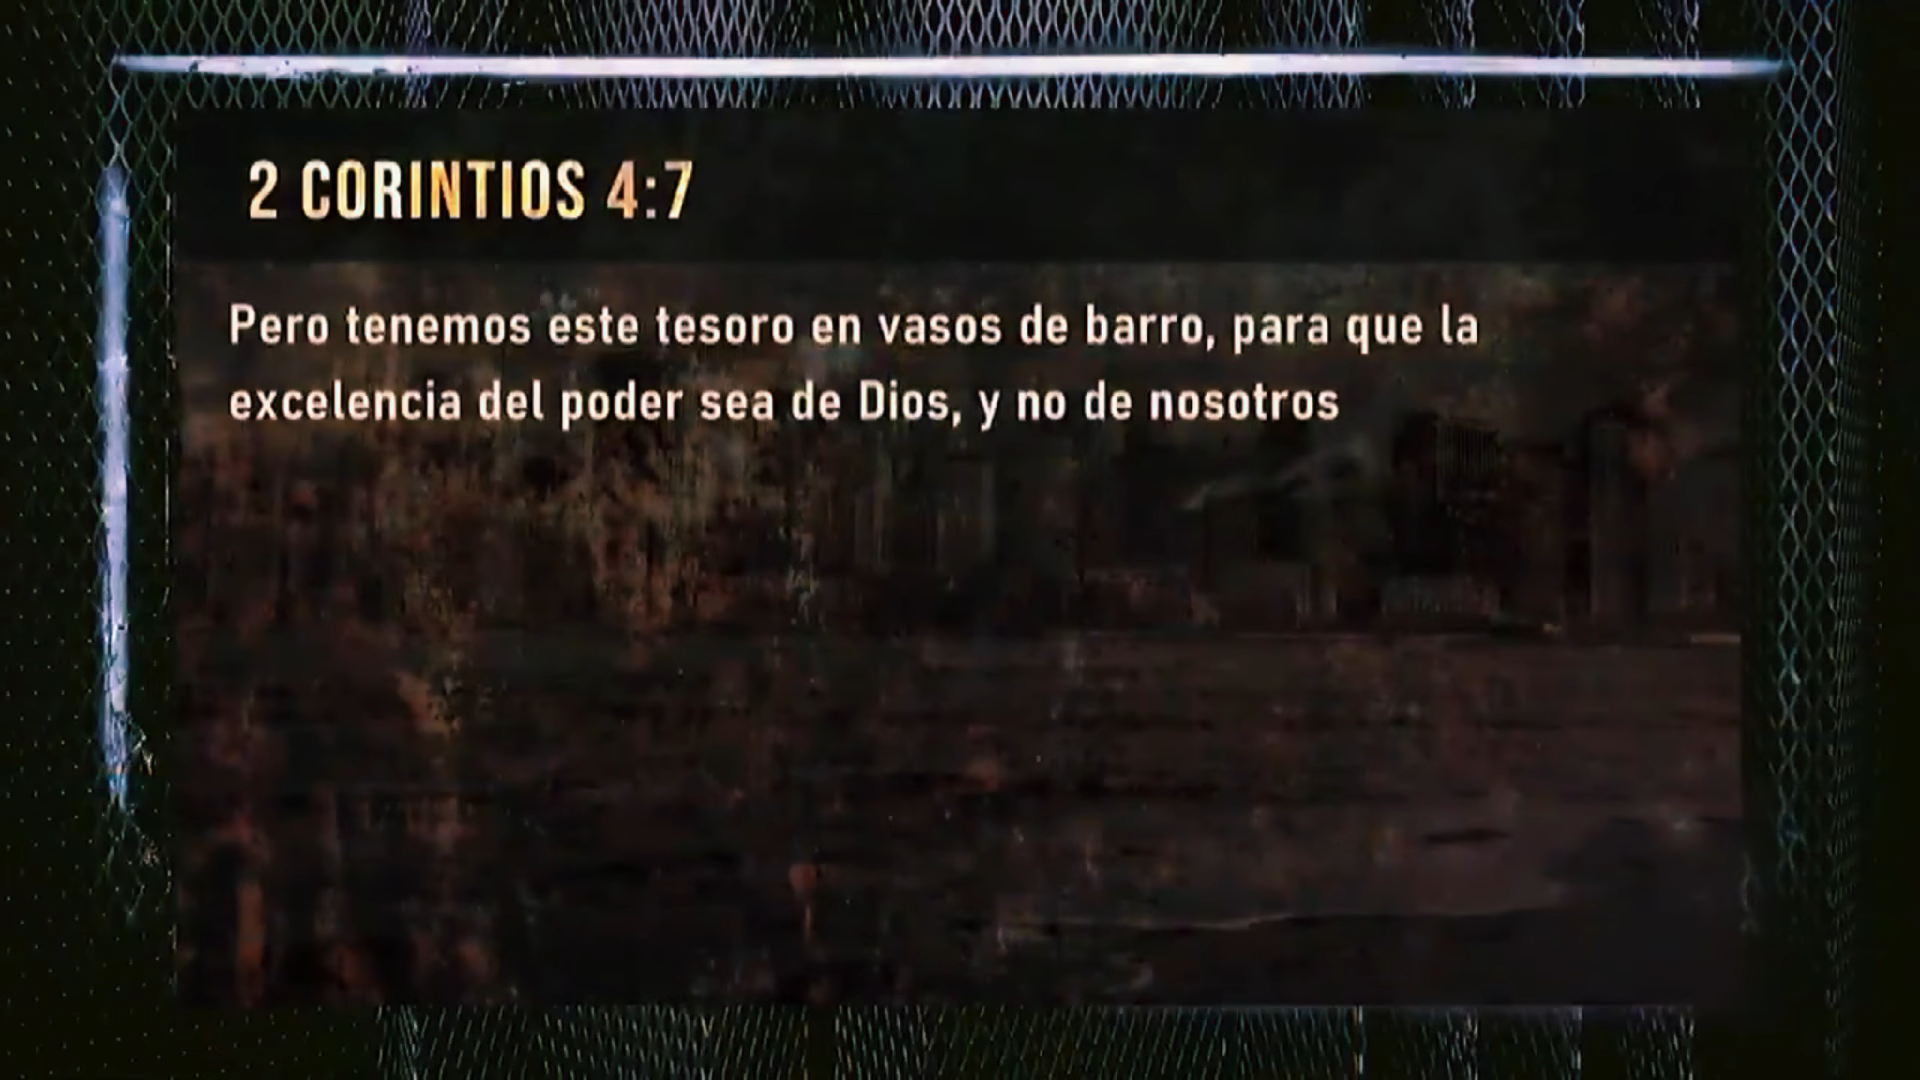 2 CORINTIOS 4:7
Pero tenemos este tesoro en vasos de barro, para que la
excelencia del poder sea de Dios, y no de nosotros